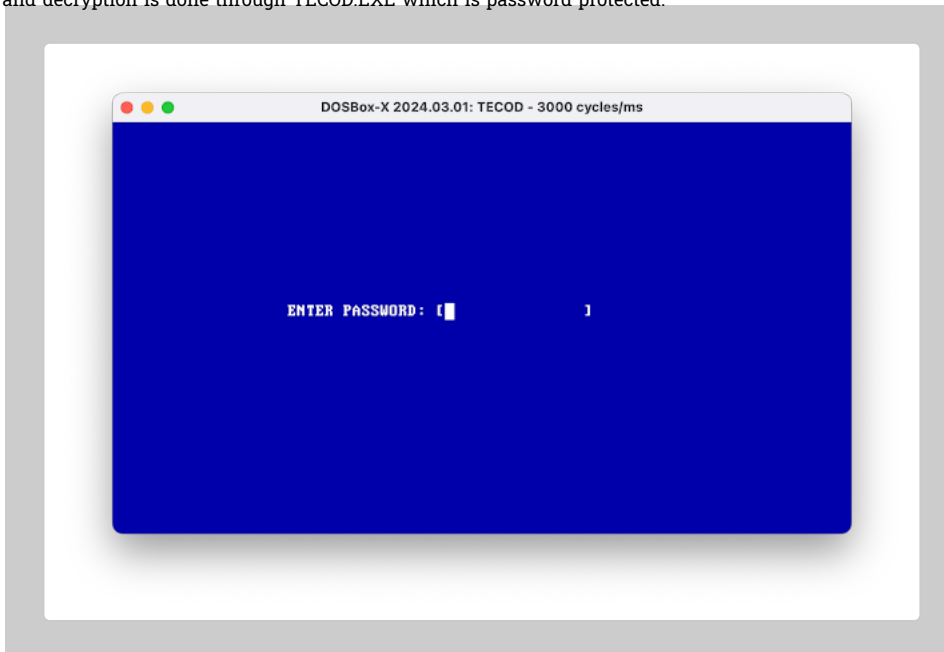 and decryption is done through TECOD.EXE which is password protected.
DOSBox-X 2024.03.01: TECOD - 3000 cycles/ms
ENTER PASSWORD: [ ]